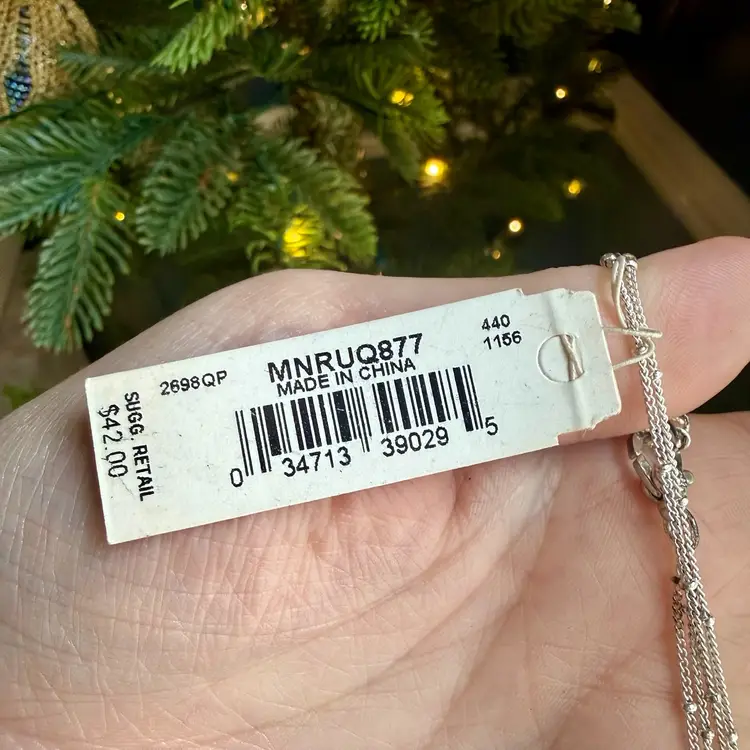 2698QP
MNRUQ877
MADE IN CHINA
440
1156
0 34713 39029 5
SUGG. RETAIL
$42.00